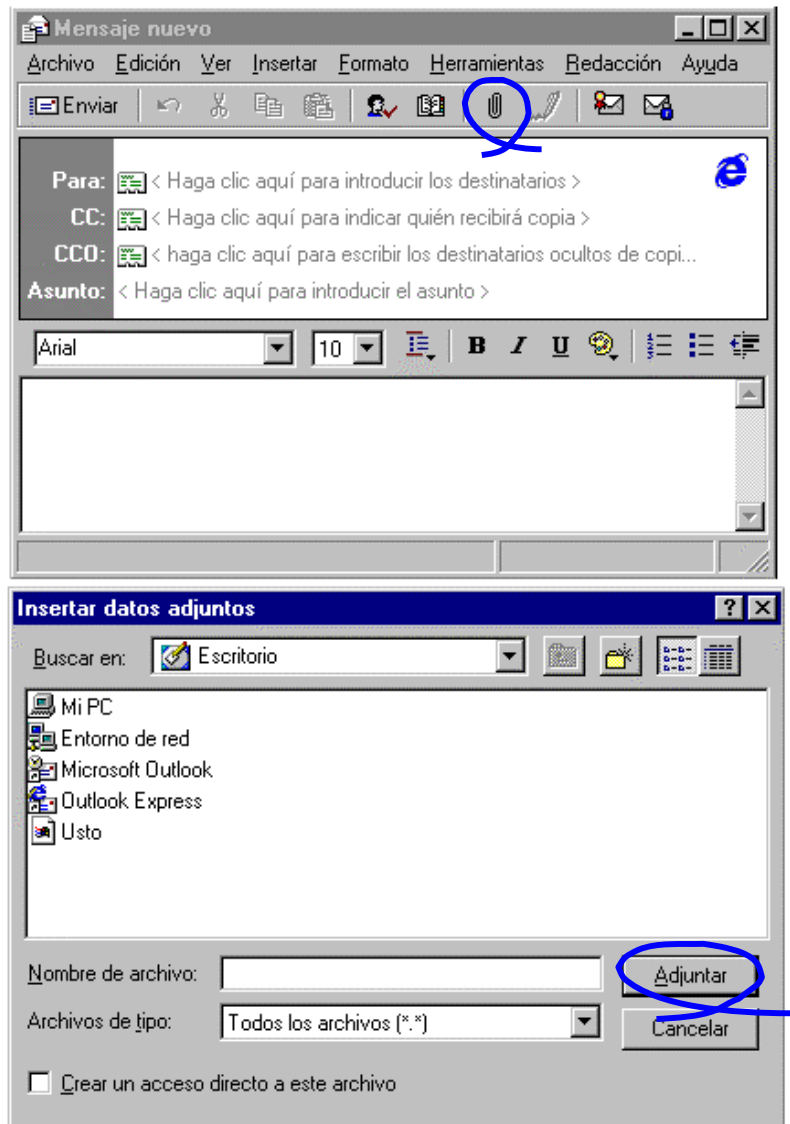 Mensaje nuevo
Archivo Edición Ver Insertar Formato Herramientas Redacción Ayuda
Enviar
Para: < Haga clic aquí para introducir los destinatarios >
CC: < Haga clic aquí para indicar quién recibirá copia >
CCO: < haga clic aquí para escribir los destinatarios ocultos de copi...
Asunto: < Haga clic aquí para introducir el asunto >
Arial 10 B I U
Insertar datos adjuntos
Buscar en: Escritorio
Mi PC
Entorno de red
Microsoft Outlook
Outlook Express
Usto
Nombre de archivo: Adjuntar
Archivos de tipo: Todos los archivos (*.*) Cancelar
Crear un acceso directo a este archivo